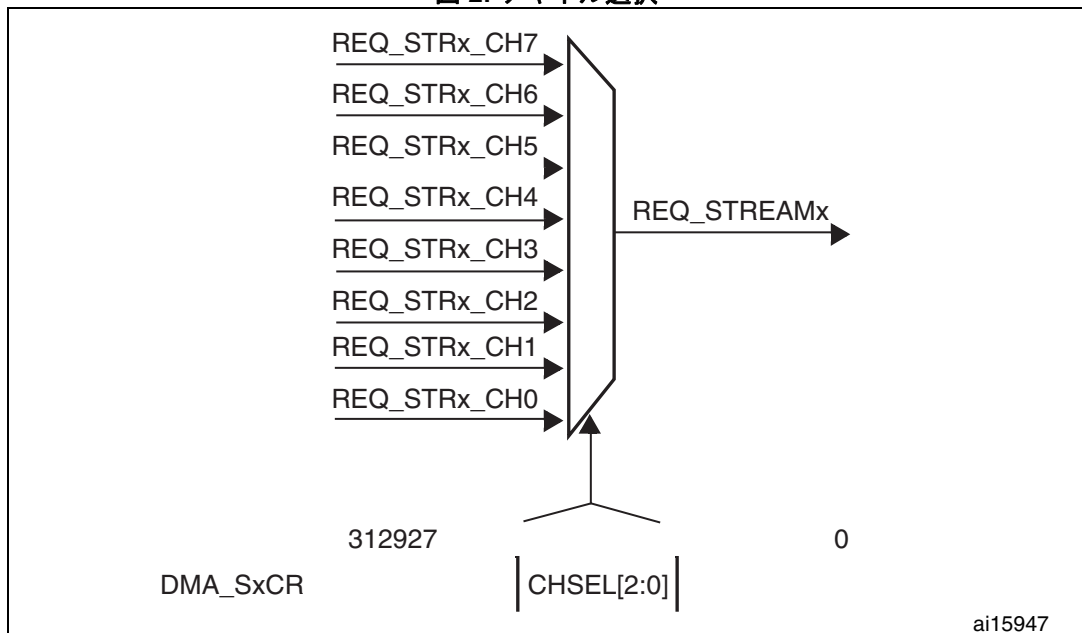 REQ_STRx_CH7
REQ_STRx_CH6
REQ_STRx_CH5
REQ_STRx_CH4
REQ_STRx_CH3
REQ_STRx_CH2
REQ_STRx_CH1
REQ_STRx_CH0
REQ_STREAMx
312927 0
DMA_SxCR CHSEL[2:0]
ai15947